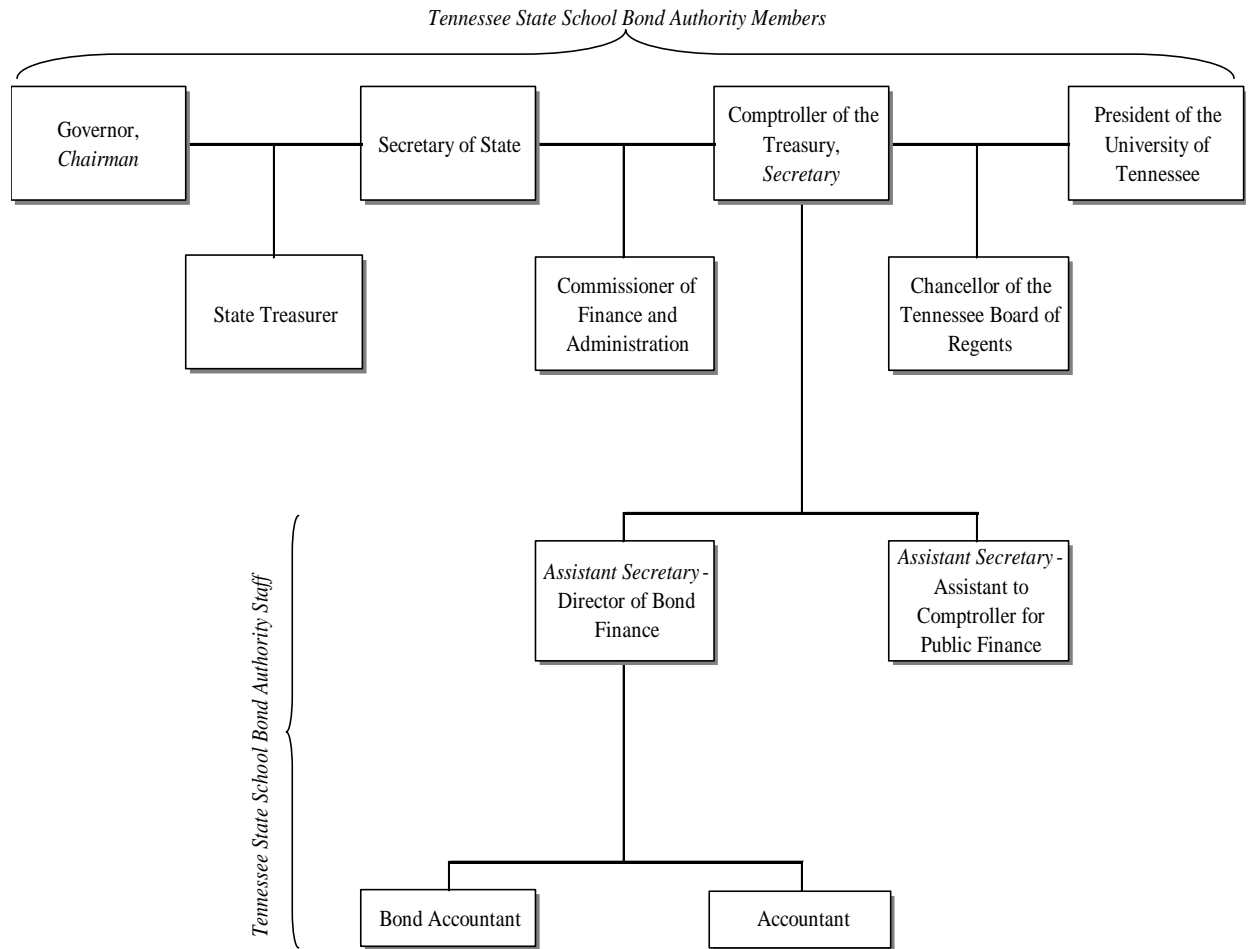 Tennessee State School Bond Authority Members
Governor,
Chairman
Secretary of State
Comptroller of the
Treasury,
Secretary
President of the
University of
Tennessee
State Treasurer
Commissioner of
Finance and
Administration
Chancellor of the
Tennessee Board of
Regents
Tennessee State School Bond Authority Staff
Assistant Secretary -
Director of Bond
Finance
Assistant Secretary -
Assistant to
Comptroller for
Public Finance
Bond Accountant
Accountant